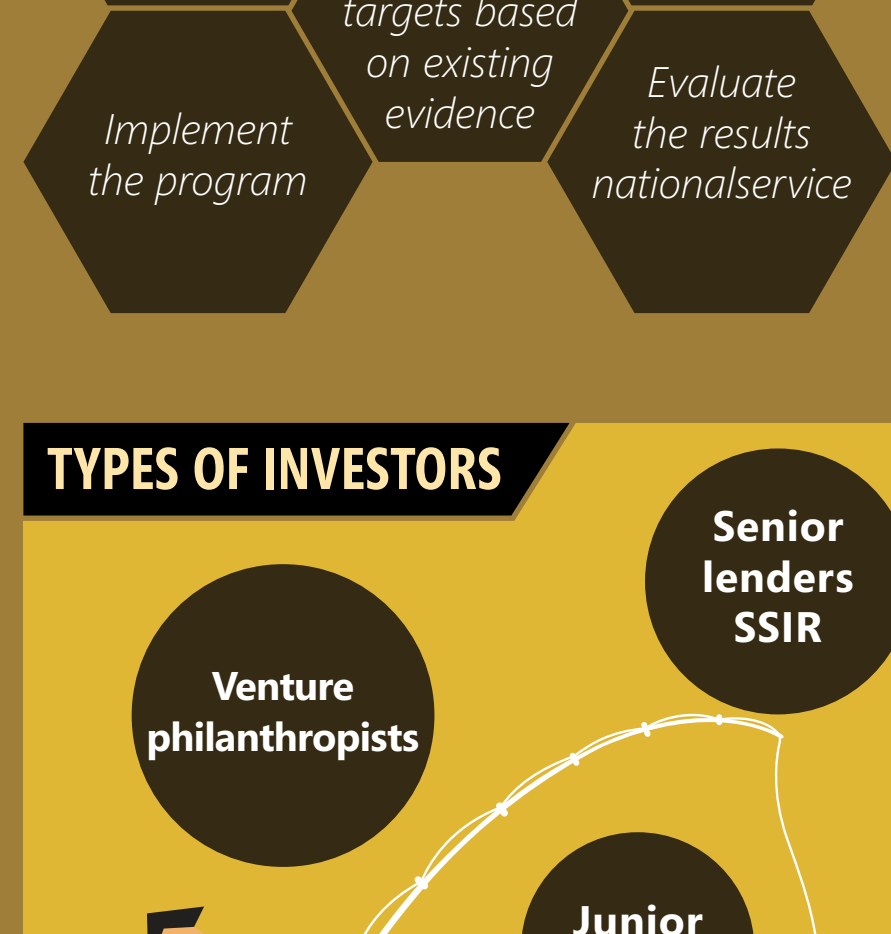 targets based
on existing
evidence
Implement
the program
Evaluate
the results
nationalservice
TYPES OF INVESTORS
Senior
lenders
SSIR
Venture
philanthropists
Junior